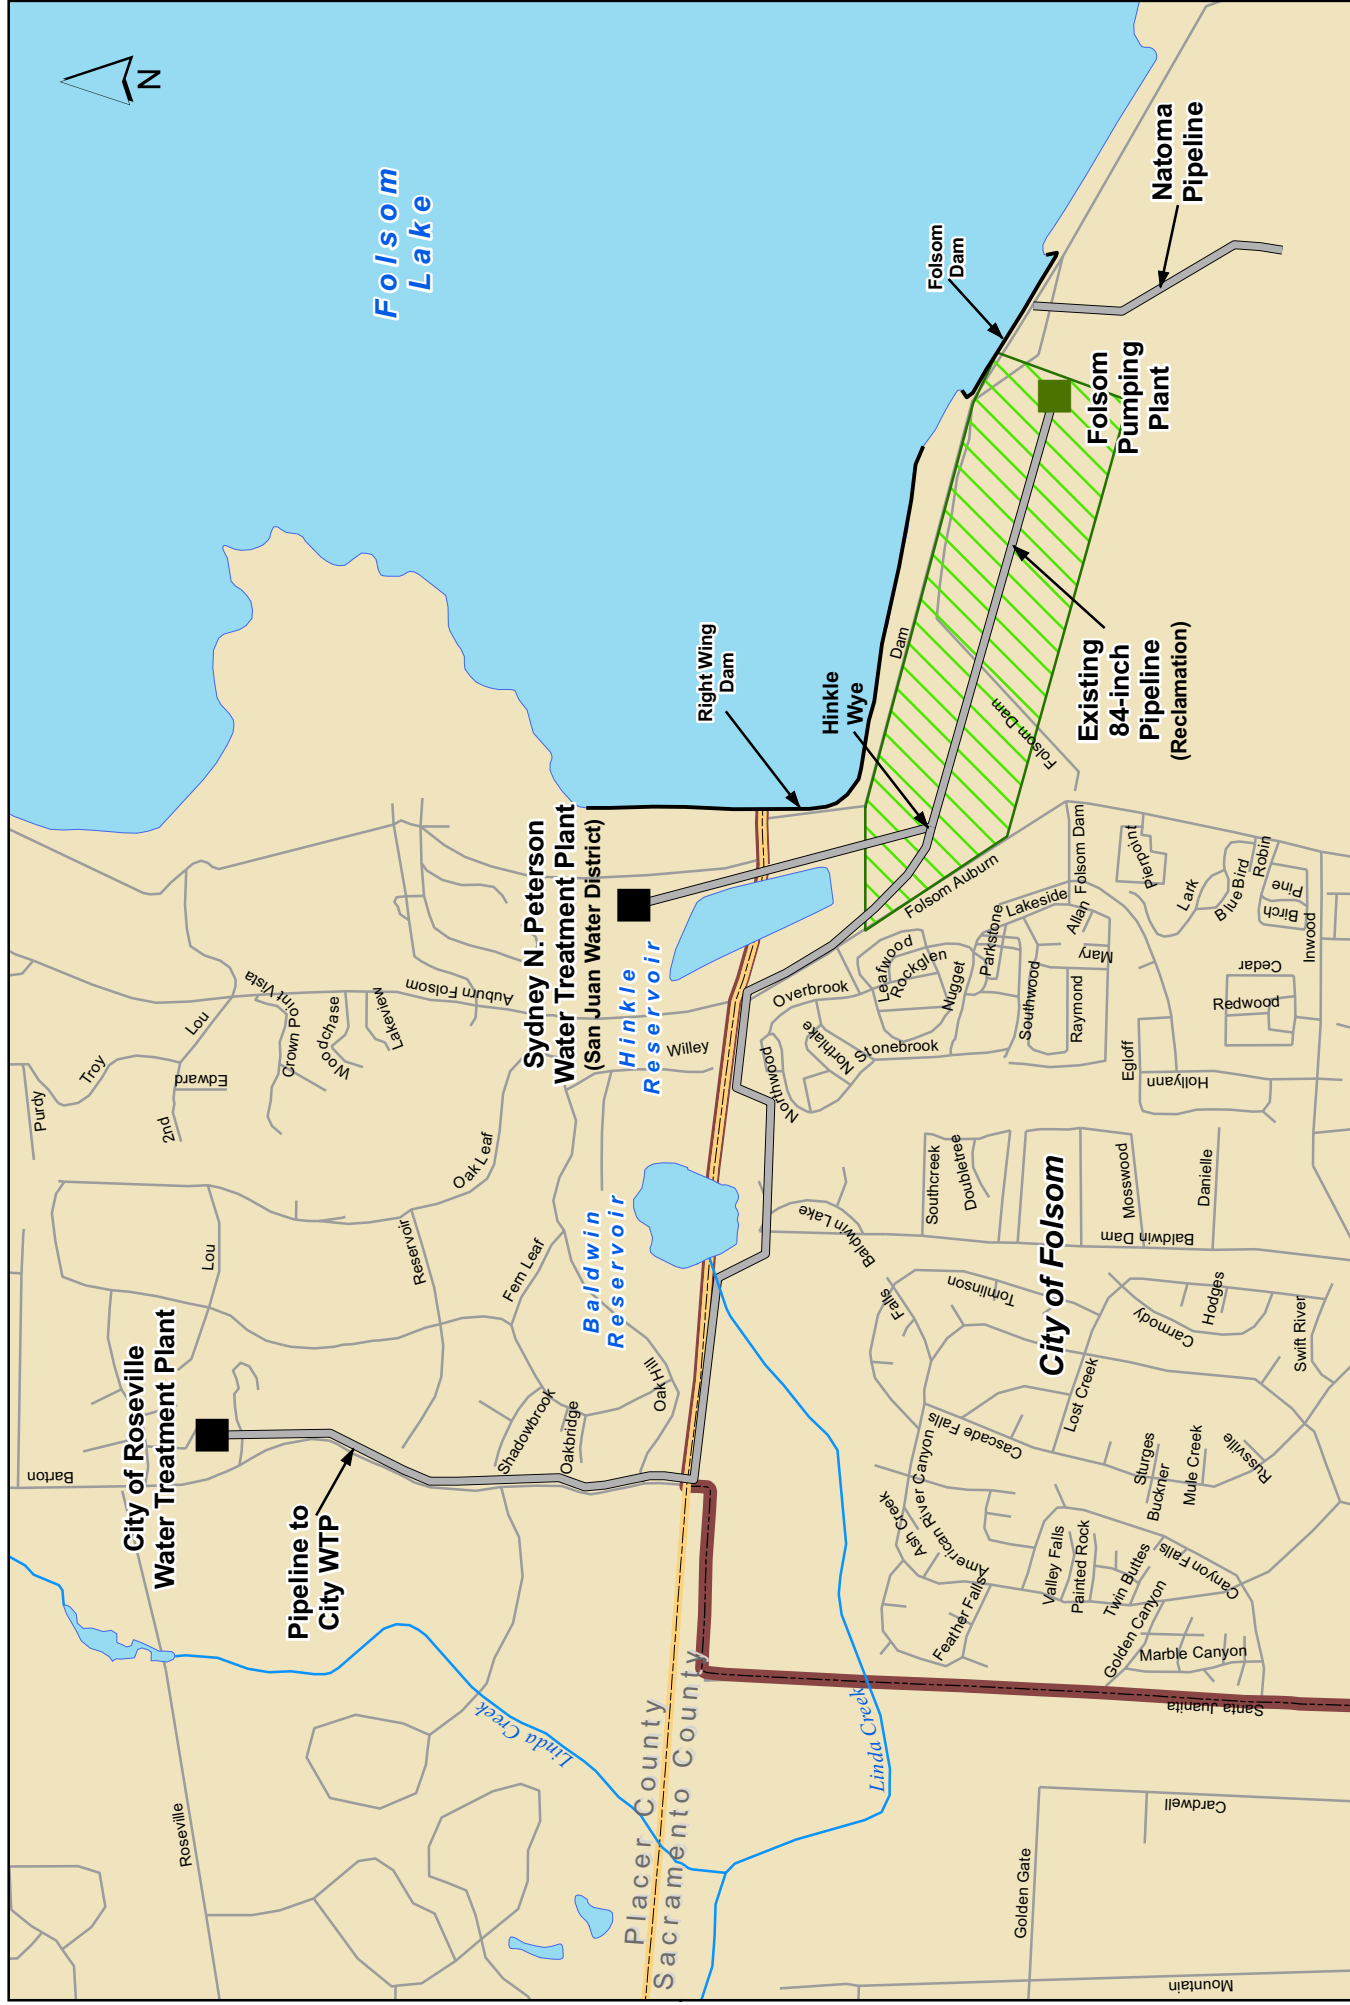 N
Folsom
Lake
Folsom
Dam
Natoma
Pipeline
Folsom
Pumping
Plant
Existing
84-inch
Pipeline
(Reclamation)
Right Wing
Dam
Hinkle
Wye
Dam
Folsom Dam
Folsom Auburn
Sydney N. Peterson
Water Treatment Plant
(San Juan Water District)
Hinkle
Reservoir
Baldwin
Reservoir
City of Roseville
Water Treatment Plant
Pipeline to
City WTP
City of Folsom
Placer County
Sacramento County
Linda Creek
Linda Creek
Roseville
Barton
Purdy
Troy
Lou
Edward
2nd
Lou
Crown Point Vista
Woodchase
Lakeview
Auburn Folsom
Oak Leaf
Reservoir
Fern Leaf
Shadowbrook
Oakbridge
Oak Hill
Willey
Overbrook
Northwood
Northlake
Stonebrook
Leafwood
Rockglen
Nugget
Parkstone
Lakeside
Allan
Folsom Dam
Mary
Southwood
Raymond
Pierpoint
Lark
Blue Bird
Robin
Pine
Birch
Inwood
Cedar
Redwood
Egloff
Hollyann
Southcreek
Doubletree
Mosswood
Danielle
Baldwin Dam
Baldwin Lake
Falls
Tomlinson
Carmody
Hodges
Swift River
Lost Creek
Cascade Falls
American River Canyon
Ash Creek
Feather Falls
Sturges
Buckner
Mule Creek
Russville
Valley Falls
Painted Rock
Twin Buttes
Canyon Falls
Golden Canyon
Marble Canyon
Santa Juanita
Cardwell
Golden Gate
Mountain